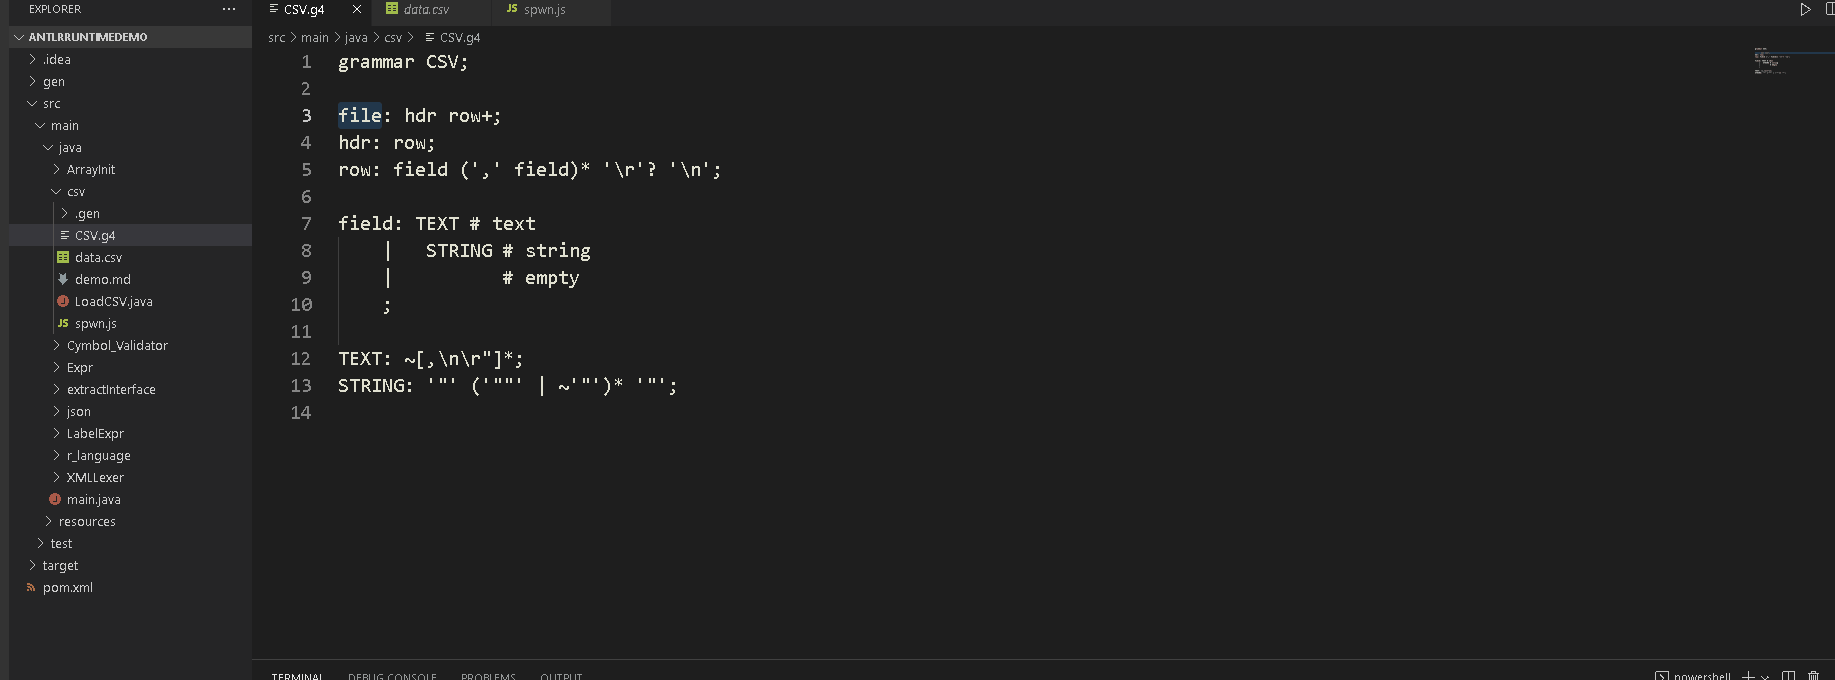 EXPLORER ···
ANTLRRUNTIMEDEMO
.idea
gen
src
main
java
ArrayInit
csv
.gen
CSV.g4
data.csv
demo.md
LoadCSV.java
JS spwn.js
Cymbol_Validator
Expr
extractInterface
json
LabelExpr
r_language
XMLLexer
J main.java
resources
test
target
pom.xml
CSV.g4 data.csv JS spwn.js
src > main > java > csv > CSV.g4
1 grammar CSV;
2
3 file: hdr row+;
4 hdr: row;
5 row: field (',' field)* '\r'? '\n';
6
7 field: TEXT # text
8 | STRING # string
9 | # empty
10 ;
11
12 TEXT: ~[,\n\r"]*;
13 STRING: '"' ('""' | ~'"')* '"';
14
TERMINAL DEBUG CONSOLE PROBLEMS OUTPUT powershell